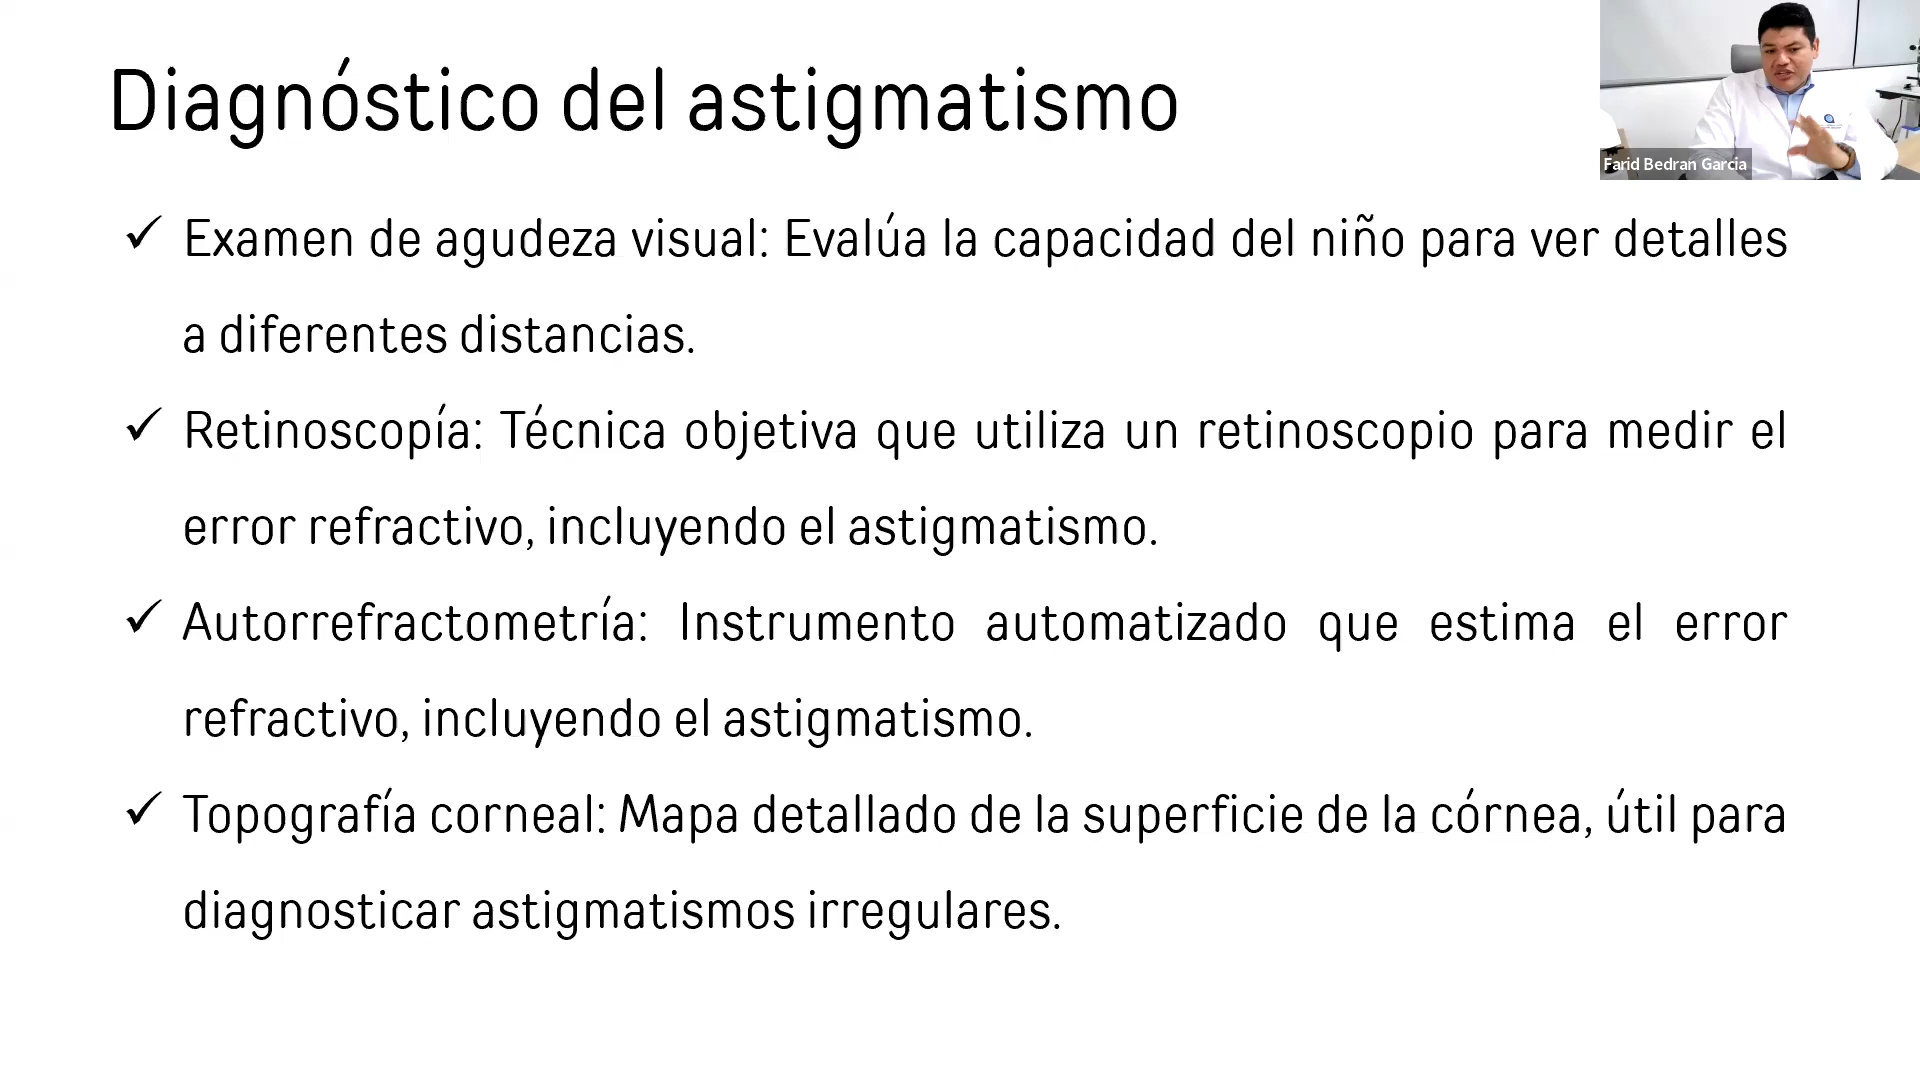 Diagnóstico del astigmatismo
Farid Bedran Garcia
✓ Examen de agudeza visual: Evalúa la capacidad del niño para ver detalles
a diferentes distancias.
✓ Retinoscopía: Técnica objetiva que utiliza un retinoscopio para medir el
error refractivo, incluyendo el astigmatismo.
✓ Autorrefractometría: Instrumento automatizado que estima el error
refractivo, incluyendo el astigmatismo.
✓ Topografía corneal: Mapa detallado de la superficie de la córnea, útil para
diagnosticar astigmatismos irregulares.